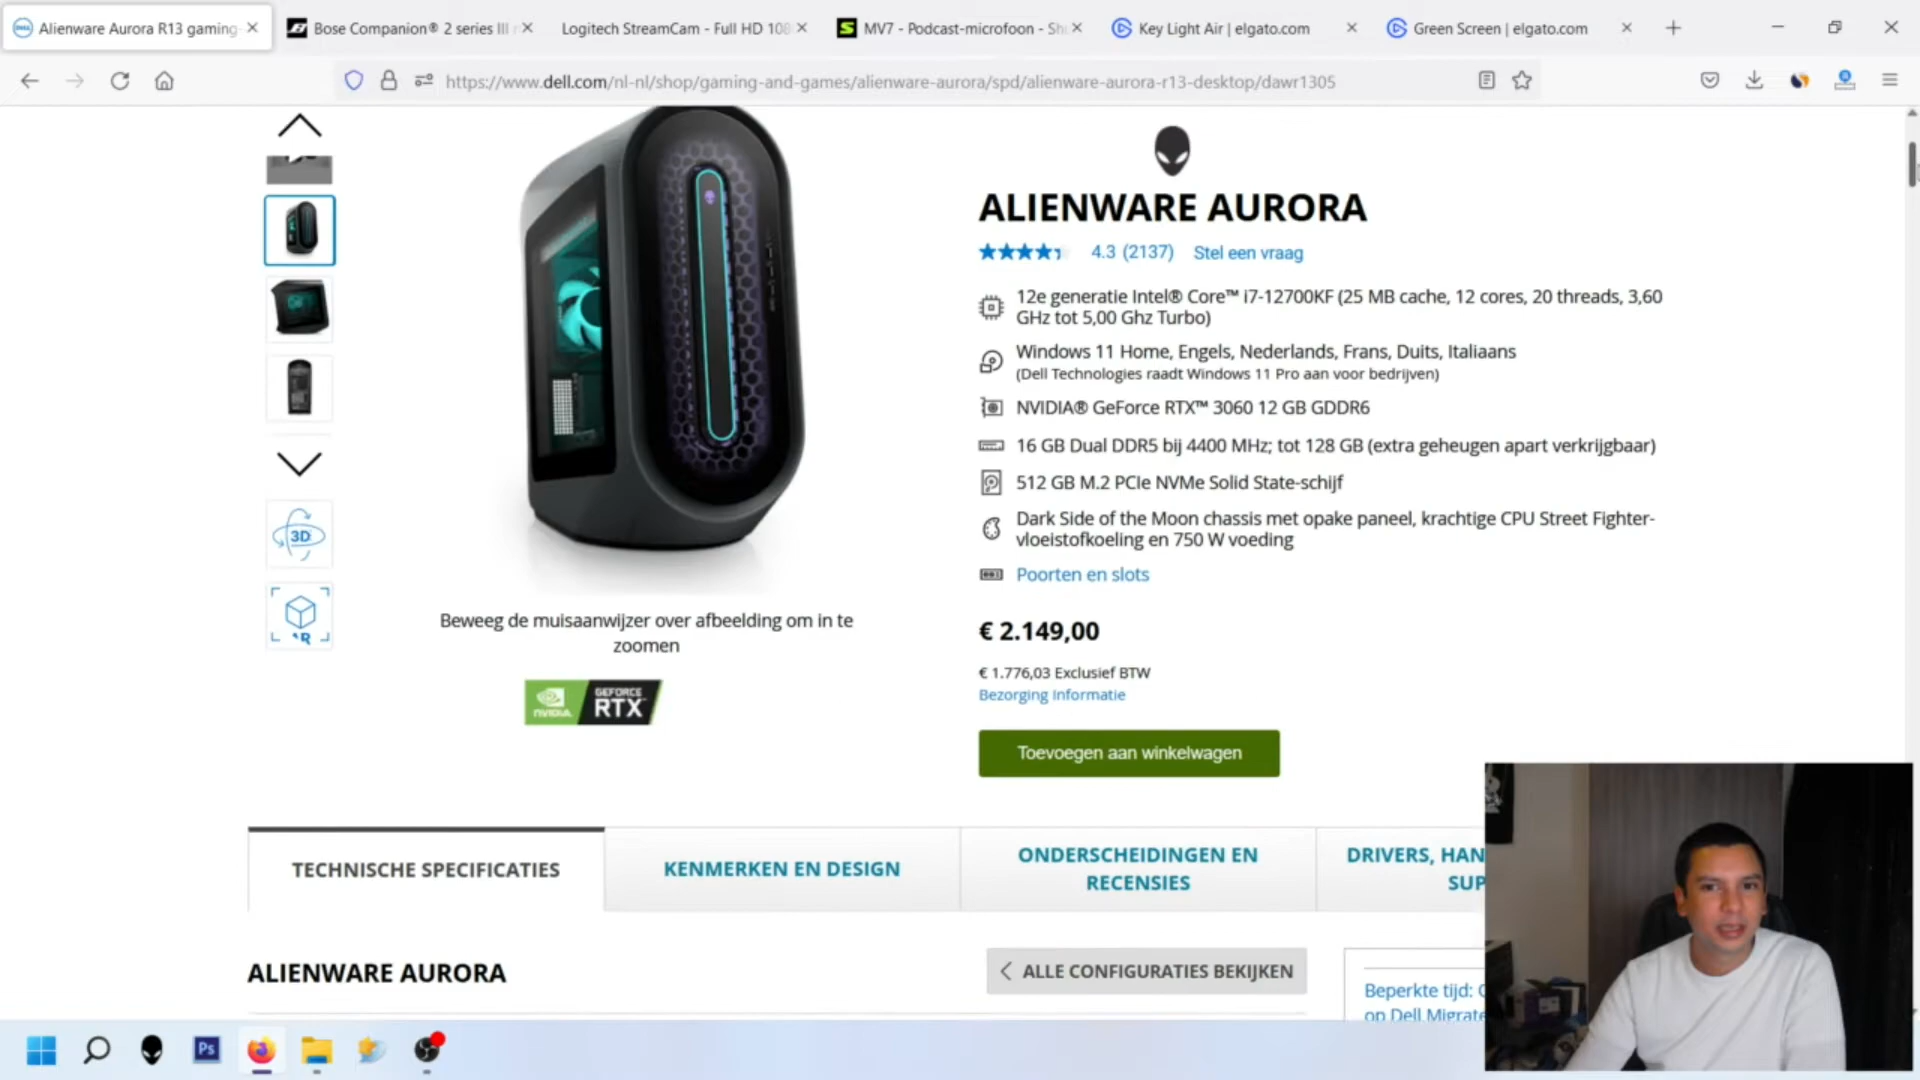 Alienware Aurora R13 gaming-
Bose Companion® 2 series III
Logitech StreamCam - Full HD 108
MV7 - Podcast-microfoon - Sh
Key Light Air | elgato.com
Green Screen | elgato.com
https://www.dell.com/nl-nl/shop/gaming-and-games/alienware-aurora/spd/alienware-aurora-r13-desktop/dawr1305
ALIENWARE AURORA
4.3 (2137) Stel een vraag
12e generatie Intel® Core™ i7-12700KF (25 MB cache, 12 cores, 20 threads, 3,60
GHz tot 5,00 Ghz Turbo)
Windows 11 Home, Engels, Nederlands, Frans, Duits, Italiaans
(Dell Technologies raadt Windows 11 Pro aan voor bedrijven)
NVIDIA® GeForce RTX™ 3060 12 GB GDDR6
16 GB Dual DDR5 bij 4400 MHz; tot 128 GB (extra geheugen apart verkrijgbaar)
512 GB M.2 PCIe NVMe Solid State-schijf
Dark Side of the Moon chassis met opake paneel, krachtige CPU Street Fighter-
vloeistofkoeling en 750 W voeding
Poorten en slots
3D
Beweeg de muisaanwijzer over afbeelding om in te
zoomen
NVIDIA GEFORCE
RTX
€ 2.149,00
€ 1.776,03 Exclusief BTW
Bezorging Informatie
Toevoegen aan winkelwagen
TECHNISCHE SPECIFICATIES
KENMERKEN EN DESIGN
ONDERSCHEIDINGEN EN
RECENSIES
DRIVERS, HAN
SUP
ALIENWARE AURORA
ALLE CONFIGURATIES BEKIJKEN
Beperkte tijd:
op Dell Migrate
Ps